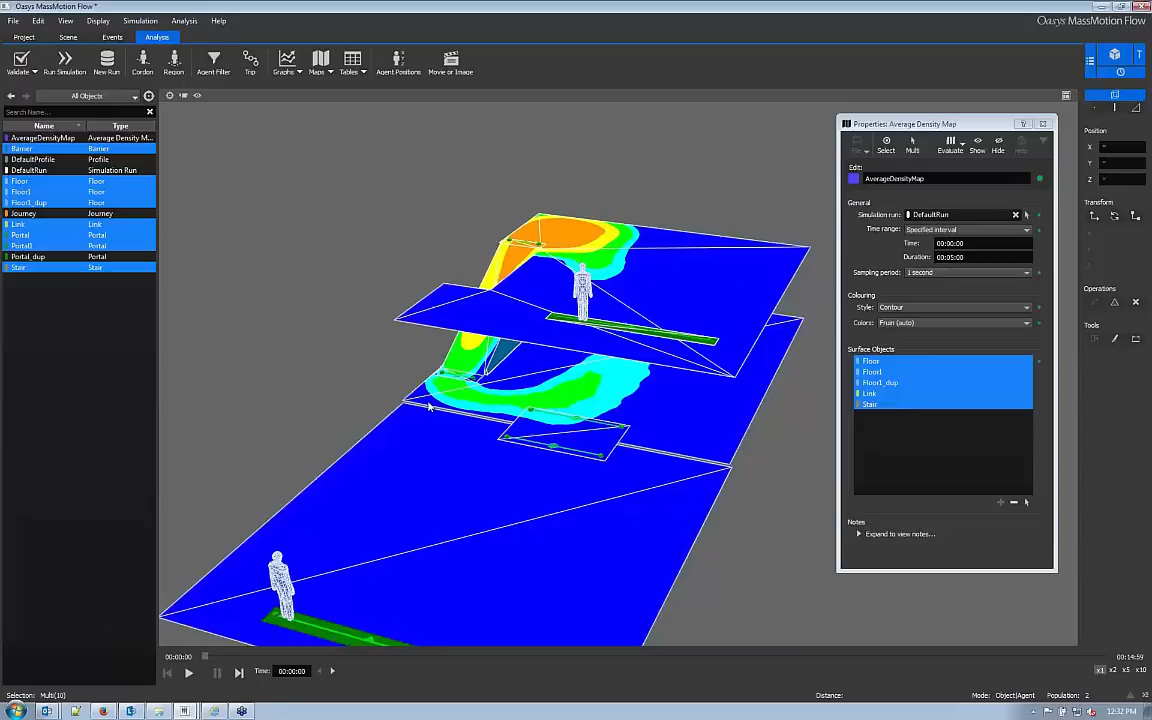 Oasys MassMotion Flow *
File Edit View Display Simulation Analysis Help
Oasys MassMotion Flow
Project Scene Events Analysis
Validate Run Simulation New Run Cordon Region Agent Filter Trip Graphs Maps Tables Agent Positions Movie or Image
T
All Objects
Search Name...
Name Type
AverageDensityMap Average Density M...
Barrier Barrier
DefaultProfile Profile
DefaultRun Simulation Run
Floor Floor
Floor1 Floor
Floor1_dup Floor
Journey Journey
Link Link
Portal Portal
Portal1 Portal
Portal_dup Portal
Stair Stair
Properties: Average Density Map
File Select Multi Evaluate Show Hide
Edit:
AverageDensityMap
General
Simulation run: DefaultRun
Time range: Specified interval
Time: 00:00:00
Duration: 00:05:00
Sampling period: 1 second
Colouring
Style: Contour
Colors: Fruin (auto)
Surface Objects
Floor
Floor1
Floor1_dup
Link
Stair
Notes
Expand to view notes...
Position
X
Y
Z
Transform
Operations
Tools
00:00:00
00:14:59
Time: 00:00:00
x1 x2 x5 x10
Selection: Multi(10)
Distance:
Mode: Object|Agent Population: 2
12:32 PM